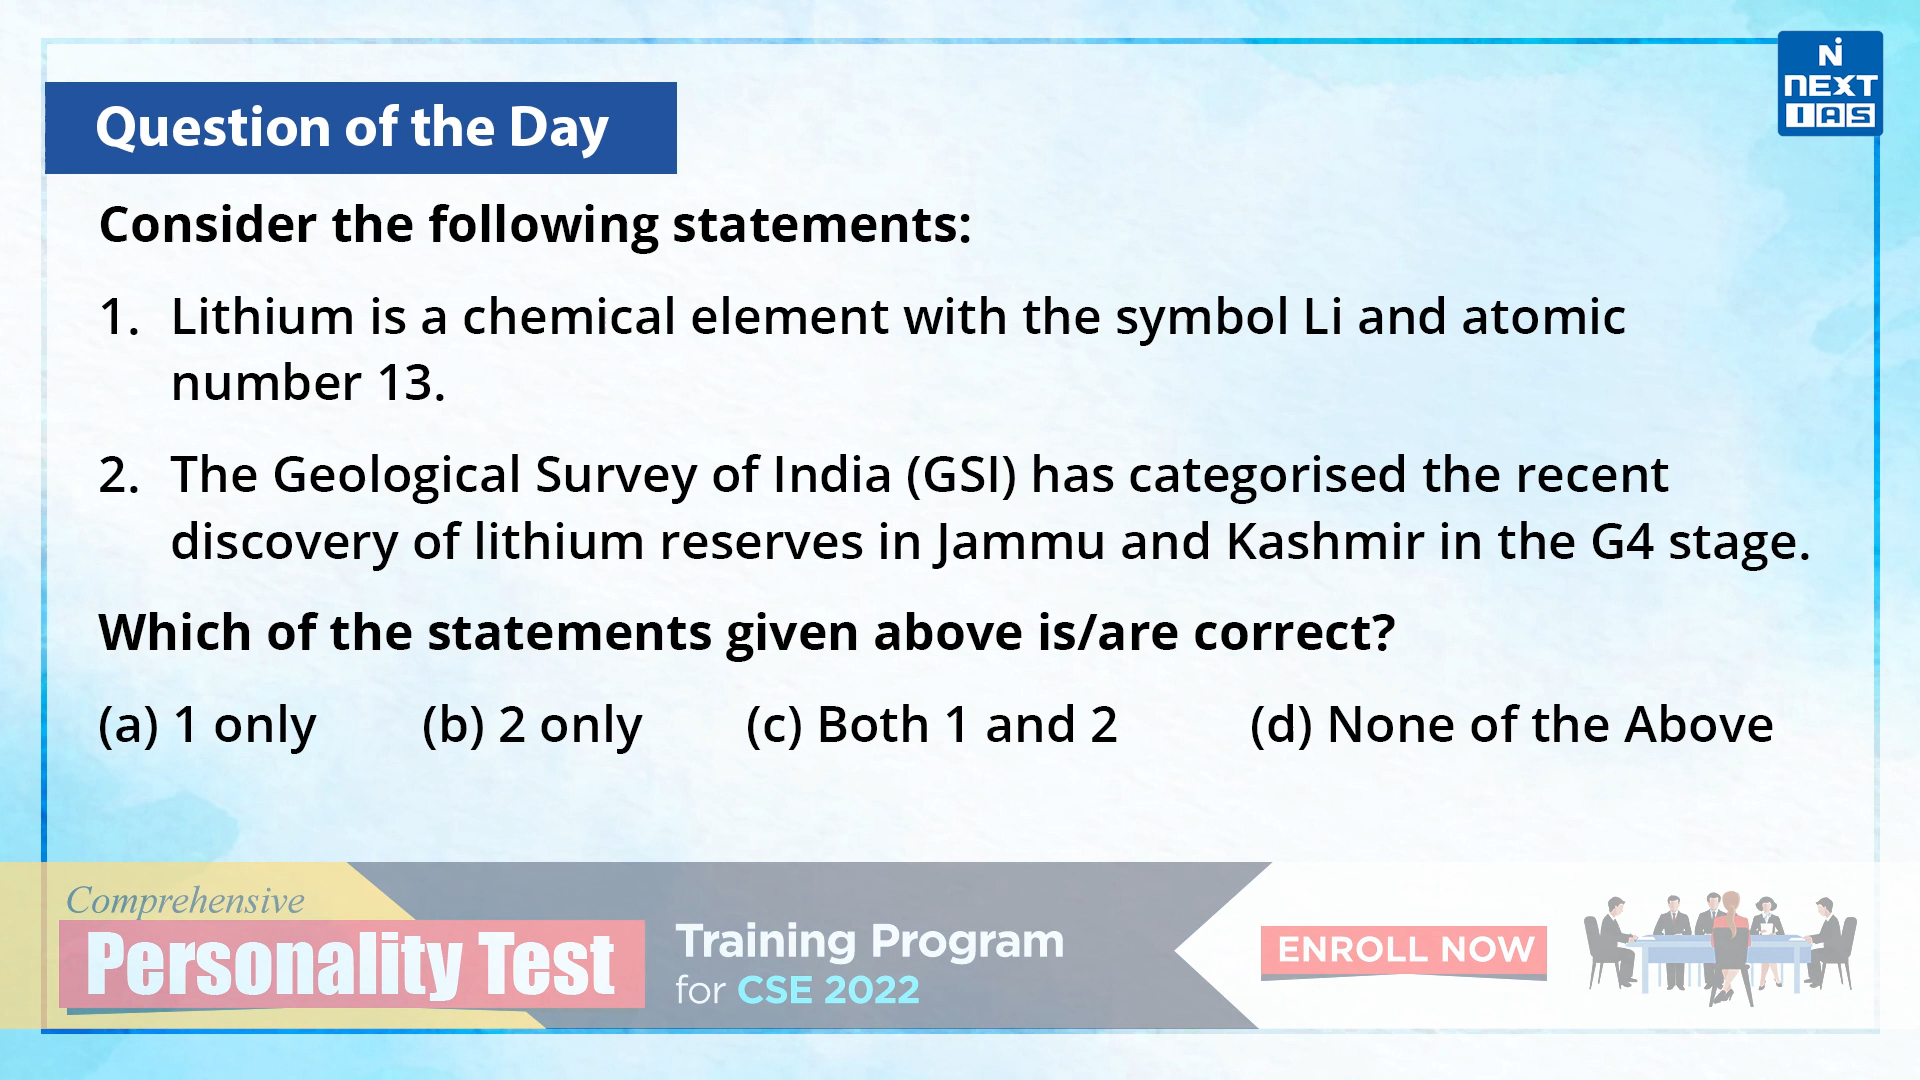 N
NEXT
IAS
Question of the Day
Consider the following statements:
1. Lithium is a chemical element with the symbol Li and atomic
number 13.
2. The Geological Survey of India (GSI) has categorised the recent
discovery of lithium reserves in Jammu and Kashmir in the G4 stage.
Which of the statements given above is/are correct?
(a) 1 only (b) 2 only (c) Both 1 and 2 (d) None of the Above
Comprehensive
Personality Test
Training Program
for CSE 2022
ENROLL NOW